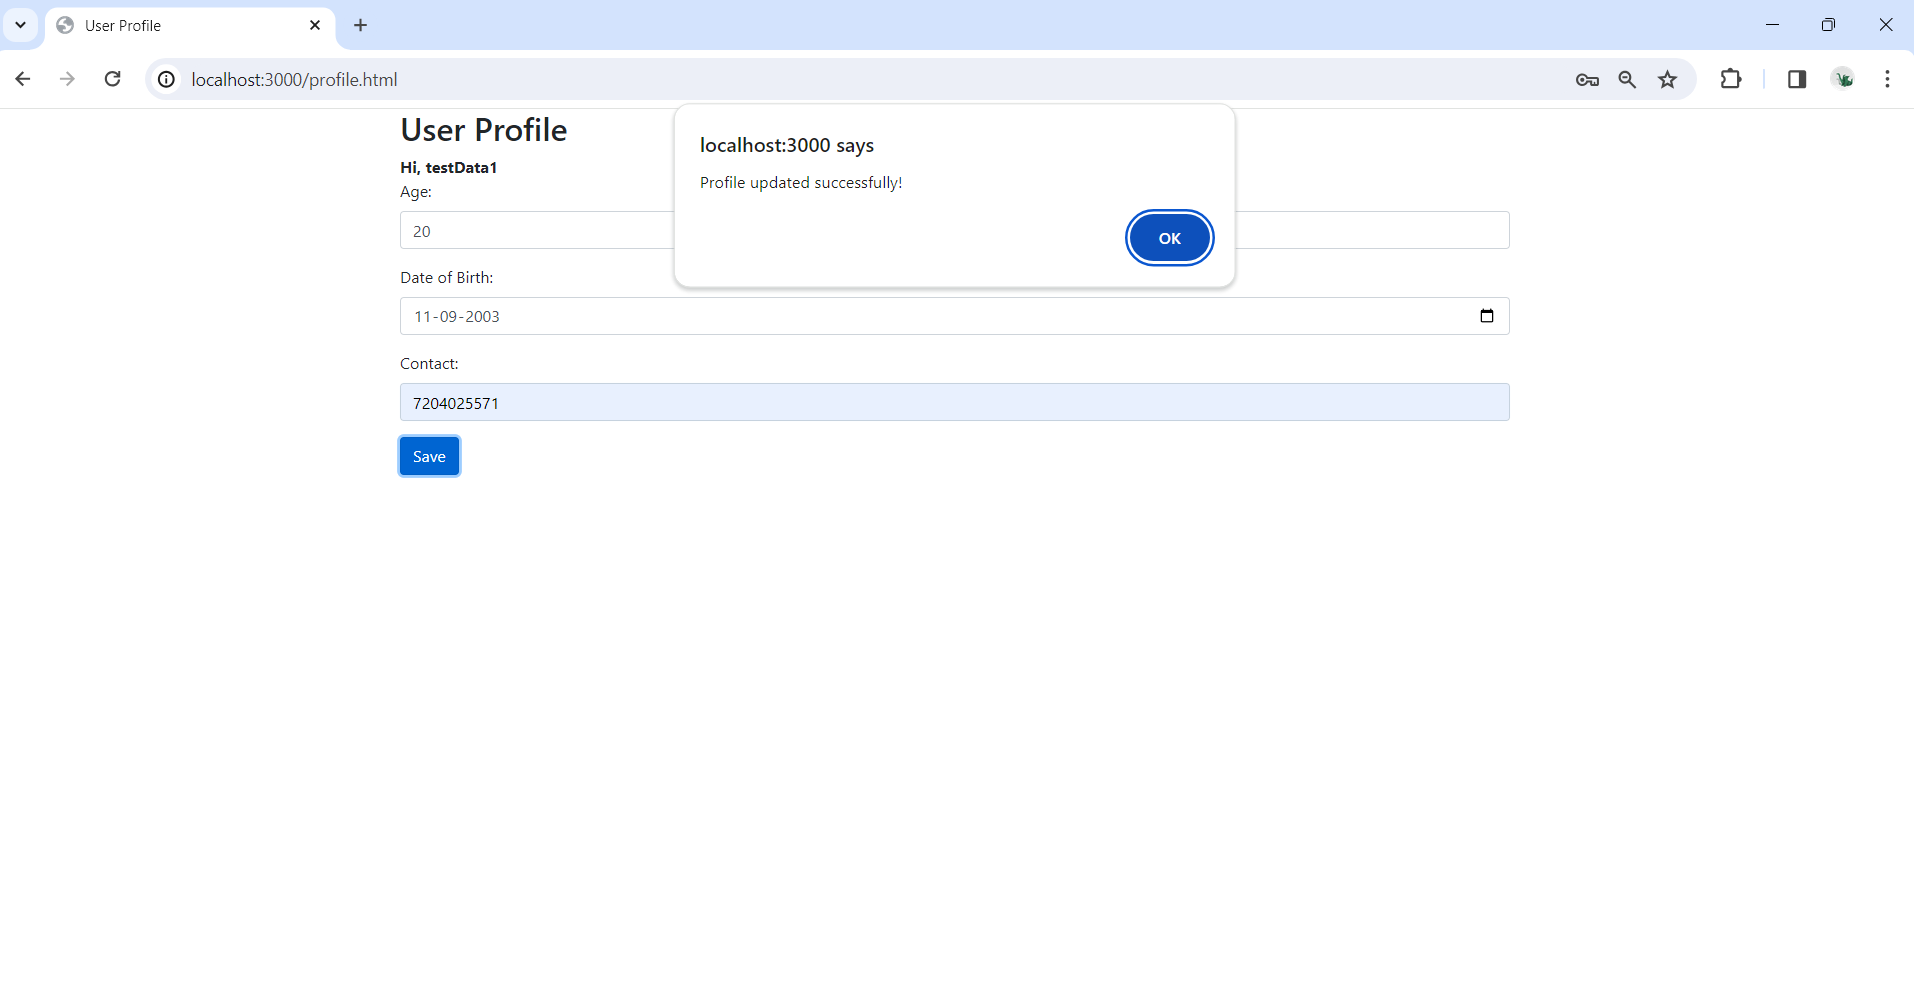 User Profile
localhost:3000/profile.html
User Profile
Hi, testData1
Age:
20
localhost:3000 says
Profile updated successfully!
OK
Date of Birth:
11-09-2003
Contact:
7204025571
Save